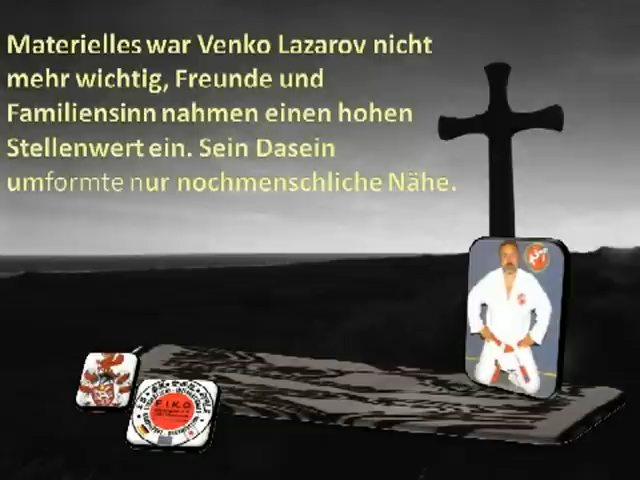 Materielles war Venko Lazarov nicht
mehr wichtig, Freunde und
Familiensinn nahmen einen hohen
Stellenwert ein. Sein Dasein
umformte nur nochmenschliche Nähe.
F.I.K.O